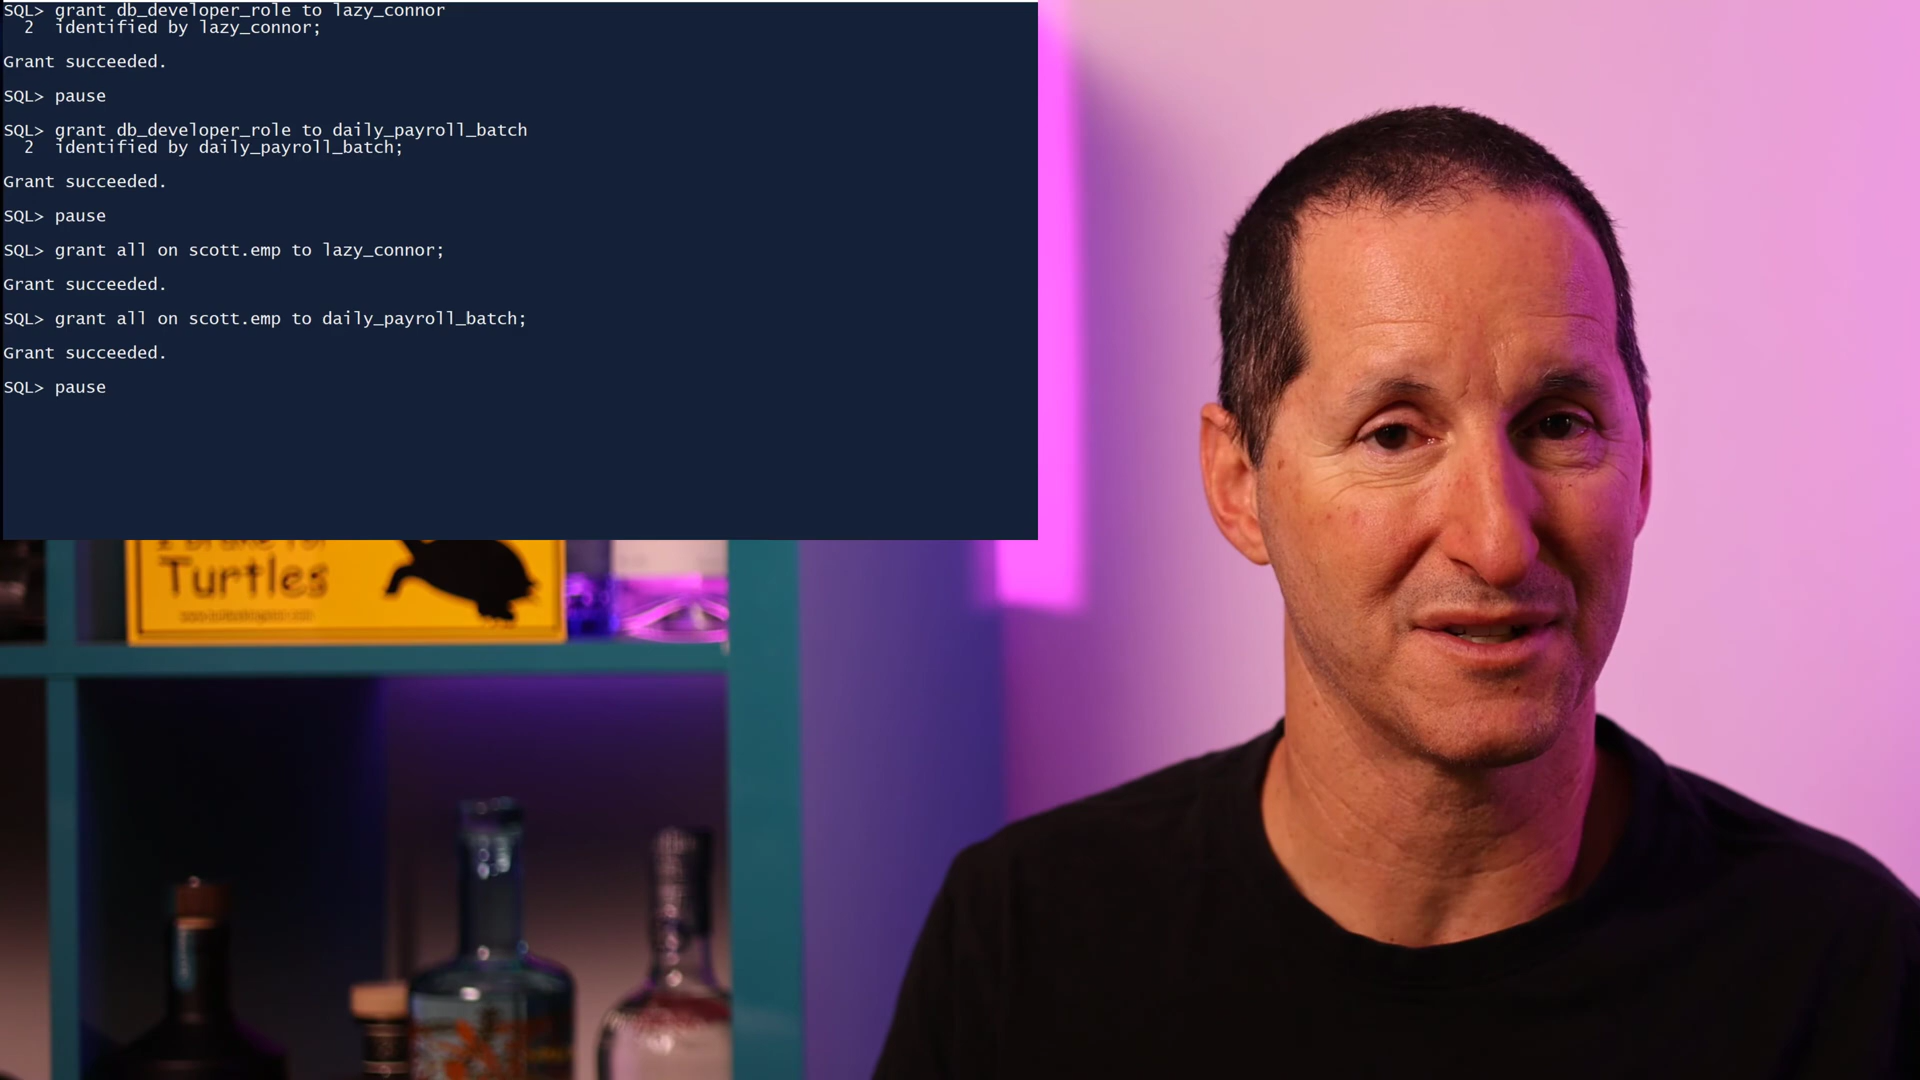 SQL> grant db_developer_role to lazy_connor
  2  identified by lazy_connor;
Grant succeeded.
SQL> pause
SQL> grant db_developer_role to daily_payroll_batch
  2  identified by daily_payroll_batch;
Grant succeeded.
SQL> pause
SQL> grant all on scott.emp to lazy_connor;
Grant succeeded.
SQL> grant all on scott.emp to daily_payroll_batch;
Grant succeeded.
SQL> pause
I Brake for
Turtles